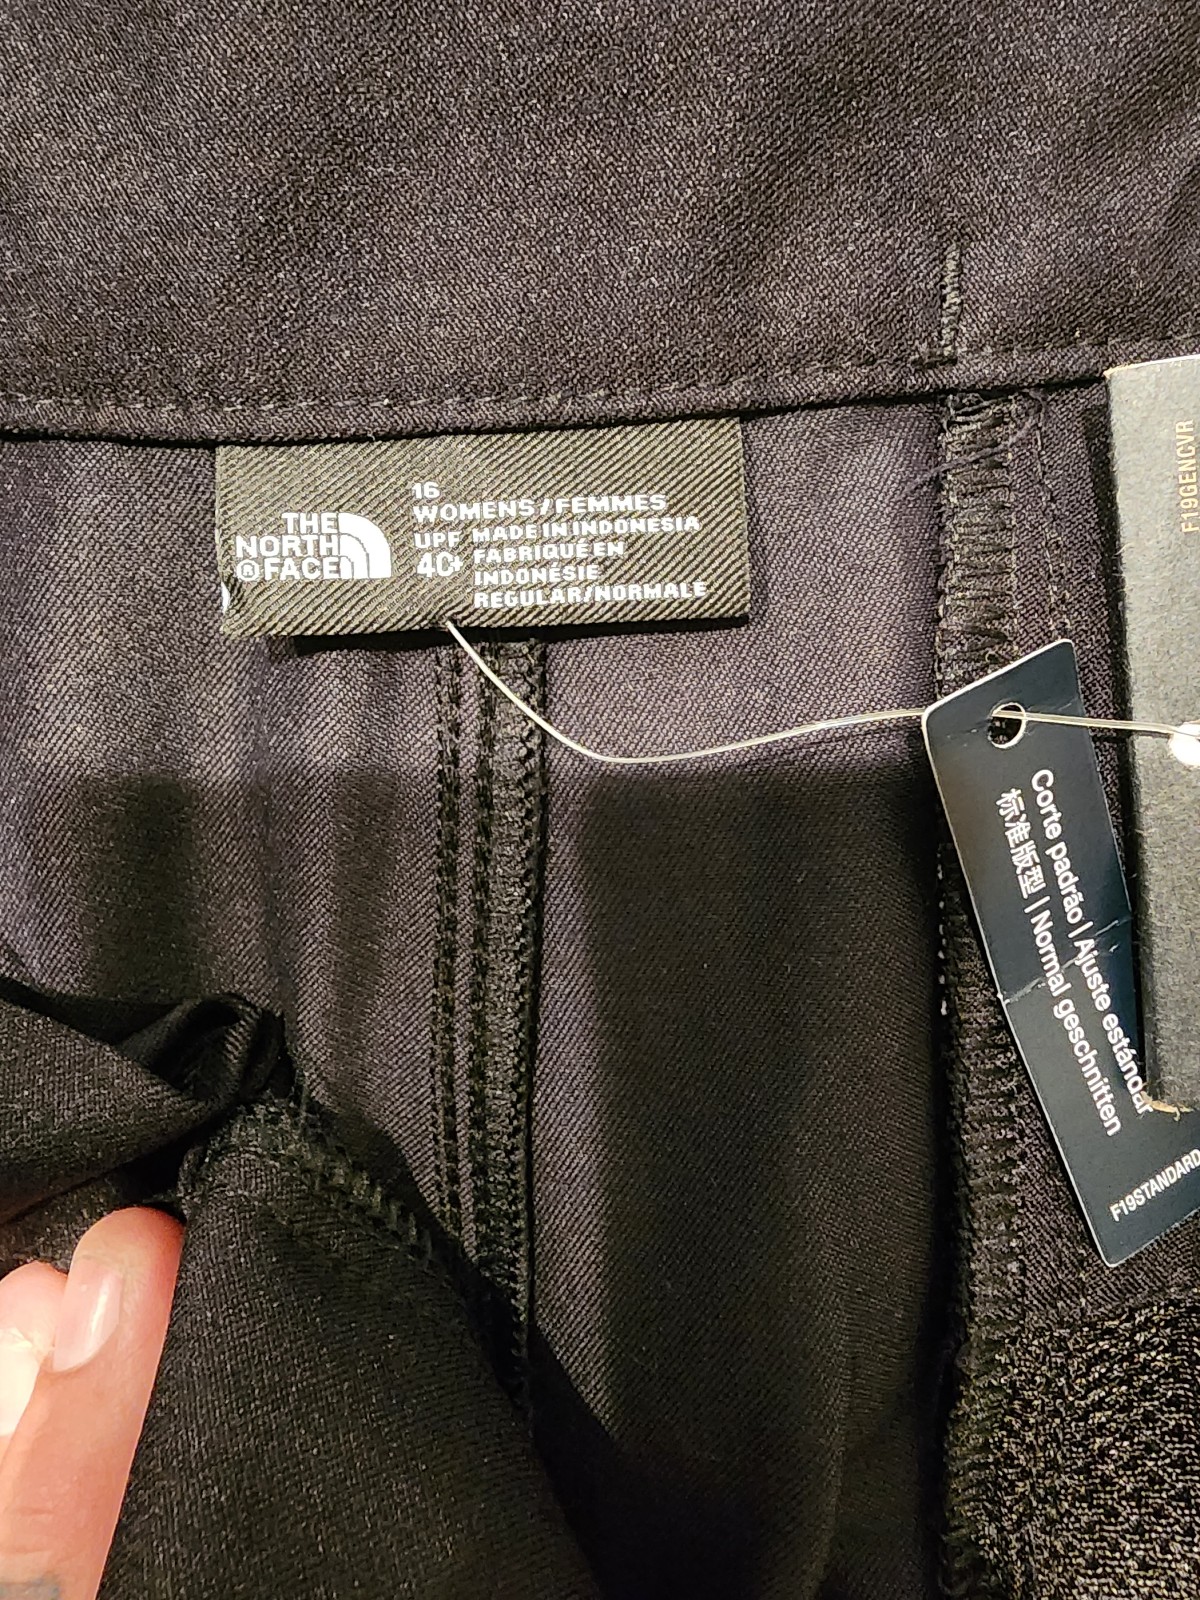 THE
NORTH
®FACE
16
WOMENS/FEMMES
UPF
40+
MADE IN INDONESIA
FABRIQUÉ EN
INDONÉSIE
REGULAR/NORMALE
Corte padrão | Ajuste estándar
标准版型 | Normal geschnitten
F19STANDARD
F19GENCVR